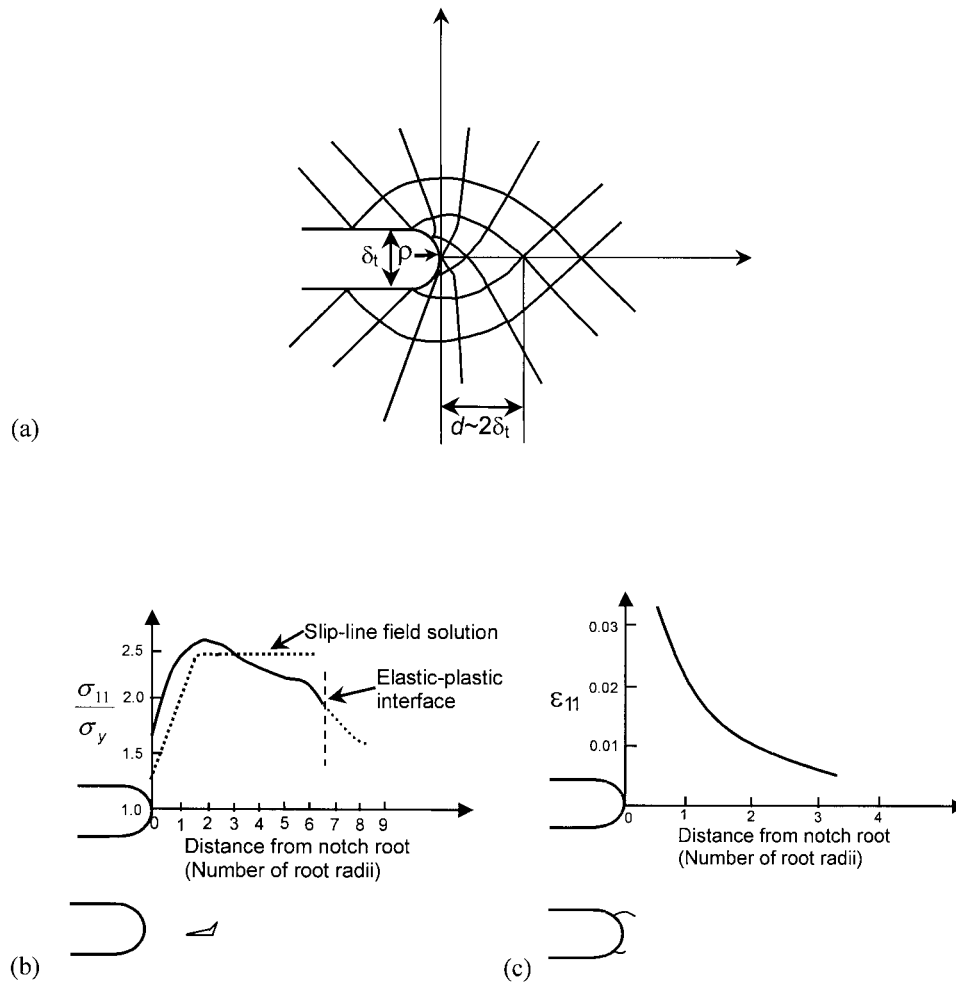 δt ρ
d~2δt
(a)
2.5
2.0
1.5
1.0
σ11
σy
Slip-line field solution
Elastic-plastic
interface
0 1 2 3 4 5 6 7 8 9
Distance from notch root
(Number of root radii)
(b)
0.03
0.02
0.01
ε11
0 1 2 3 4
Distance from notch root
(Number of root radii)
(c)